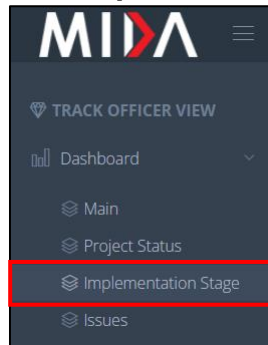 MIDA
TRACK OFFICER VIEW
Dashboard
Main
Project Status
Implementation Stage
Issues